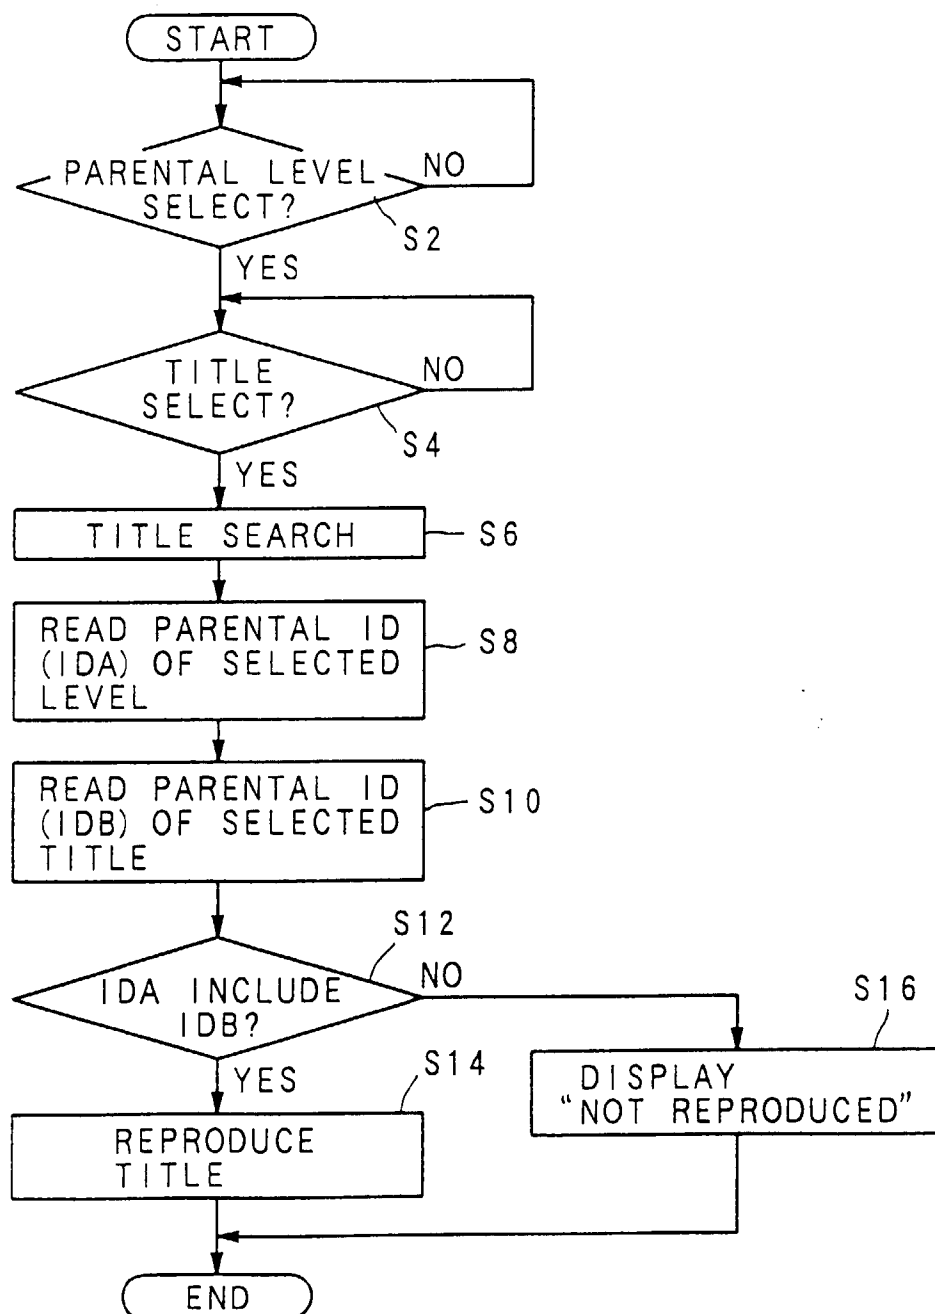 START
PARENTAL LEVEL
SELECT?
NO
S2
YES
TITLE
SELECT?
NO
S4
YES
TITLE SEARCH
S6
READ PARENTAL ID
(IDA) OF SELECTED
LEVEL
S8
READ PARENTAL ID
(IDB) OF SELECTED
TITLE
S10
S12
IDA INCLUDE
IDB?
NO
YES
S16
DISPLAY
“NOT REPRODUCED”
S14
REPRODUCE
TITLE
END